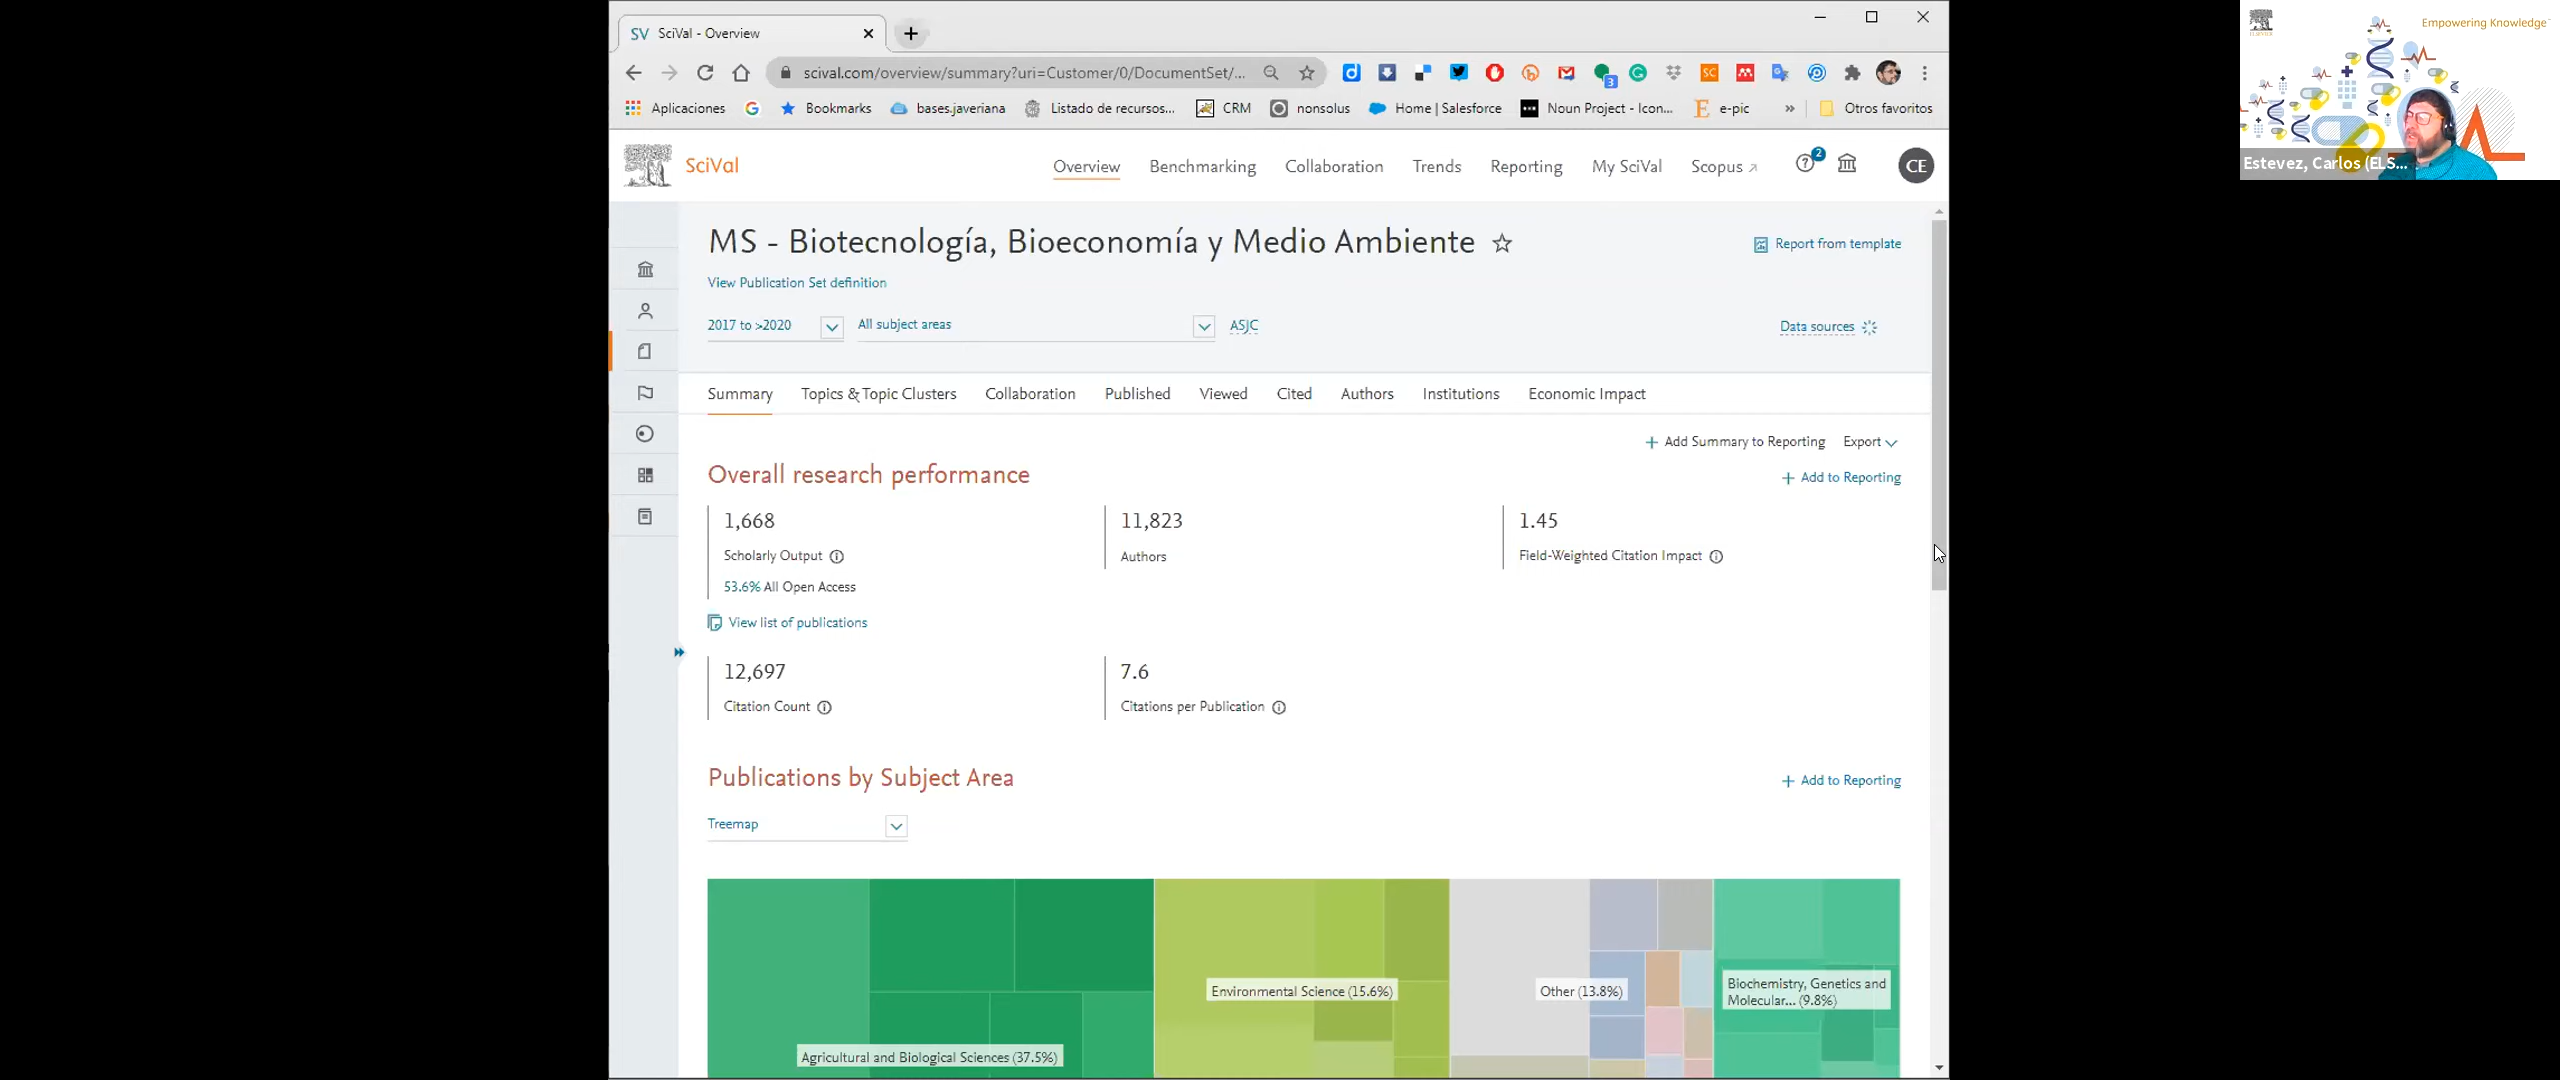 SV SciVal - Overview
scival.com/overview/summary?uri=Customer/0/DocumentSet/...
Aplicaciones
Bookmarks
bases.javeriana
Listado de recursos...
CRM
nonsolus
Home | Salesforce
Noun Project - Icon...
e-pic
»
Otros favoritos
SciVal
Overview
Benchmarking
Collaboration
Trends
Reporting
My SciVal
Scopus
2
CE
MS - Biotecnología, Bioeconomía y Medio Ambiente
Report from template
View Publication Set definition
2017 to >2020
All subject areas
ASJC
Data sources
Summary
Topics & Topic Clusters
Collaboration
Published
Viewed
Cited
Authors
Institutions
Economic Impact
+ Add Summary to Reporting
Export
Overall research performance
+ Add to Reporting
1,668
Scholarly Output
53.6% All Open Access
View list of publications
11,823
Authors
1.45
Field-Weighted Citation Impact
12,697
Citation Count
7.6
Citations per Publication
Publications by Subject Area
+ Add to Reporting
Treemap
Agricultural and Biological Sciences (37.5%)
Environmental Science (15.6%)
Other (13.8%)
Biochemistry, Genetics and
Molecular... (9.8%)
Empowering Knowledge
Estevez, Carlos (ELS...